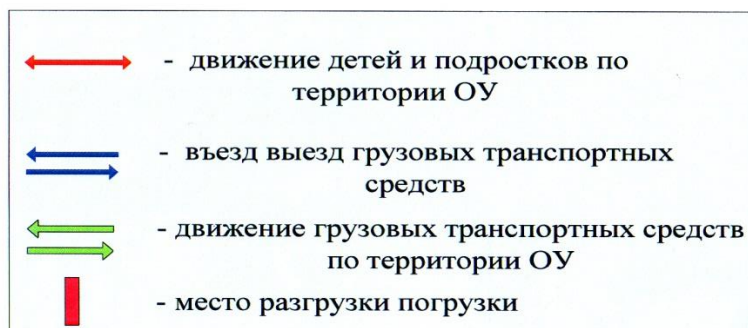 - движение детей и подростков по
территории ОУ
- въезд выезд грузовых транспортных
средств
- движение грузовых транспортных средств
по территории ОУ
- место разгрузки погрузки